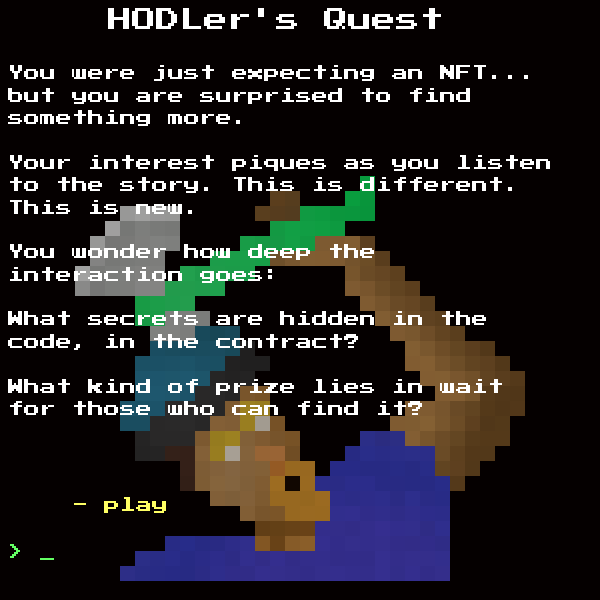 HODLer's Quest
You were just expecting an NFT...
but you are surprised to find
something more.
Your interest piques as you listen
to the story. This is different.
This is new.
You wonder how deep the
interaction goes:
What secrets are hidden in the
code, in the contract?
What kind of prize lies in wait
for those who can find it?
- play
> _